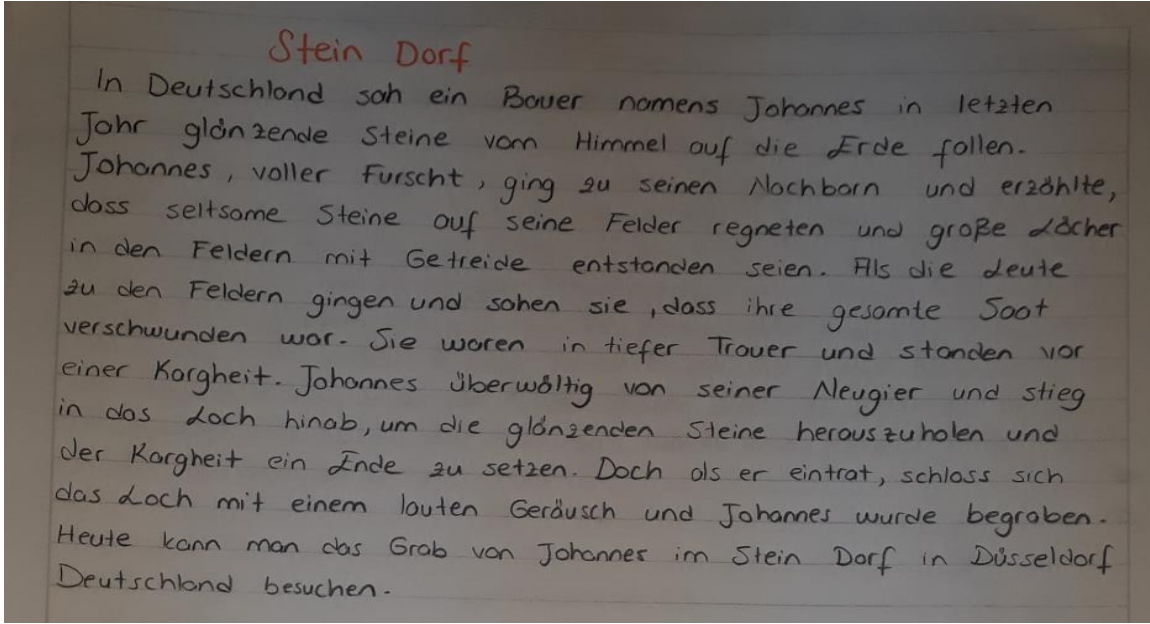 Stein Dorf
In Deutschland sah ein Bauer namens Johannes in letzten
Jahr glänzende Steine vom Himmel auf die Erde fallen.
Johannes, voller Furscht, ging zu seinen Nachbarn und erzählte,
dass seltsame Steine auf seine Felder regneten und große Löcher
in den Feldern mit Getreide entstanden seien. Als die Leute
zu den Feldern gingen und sahen sie, dass ihre gesamte Saat
verschwunden war. Sie waren in tiefer Trauer und standen vor
einer Kargheit. Johannes überwältig von seiner Neugier und stieg
in das Loch hinab, um die glänzenden Steine herauszuholen und
der Kargheit ein Ende zu setzen. Doch als er eintrat, schloss sich
das Loch mit einem lauten Geräusch und Johannes wurde begraben.
Heute kann man das Grab von Johannes im Stein Dorf in Düsseldorf
Deutschland besuchen.